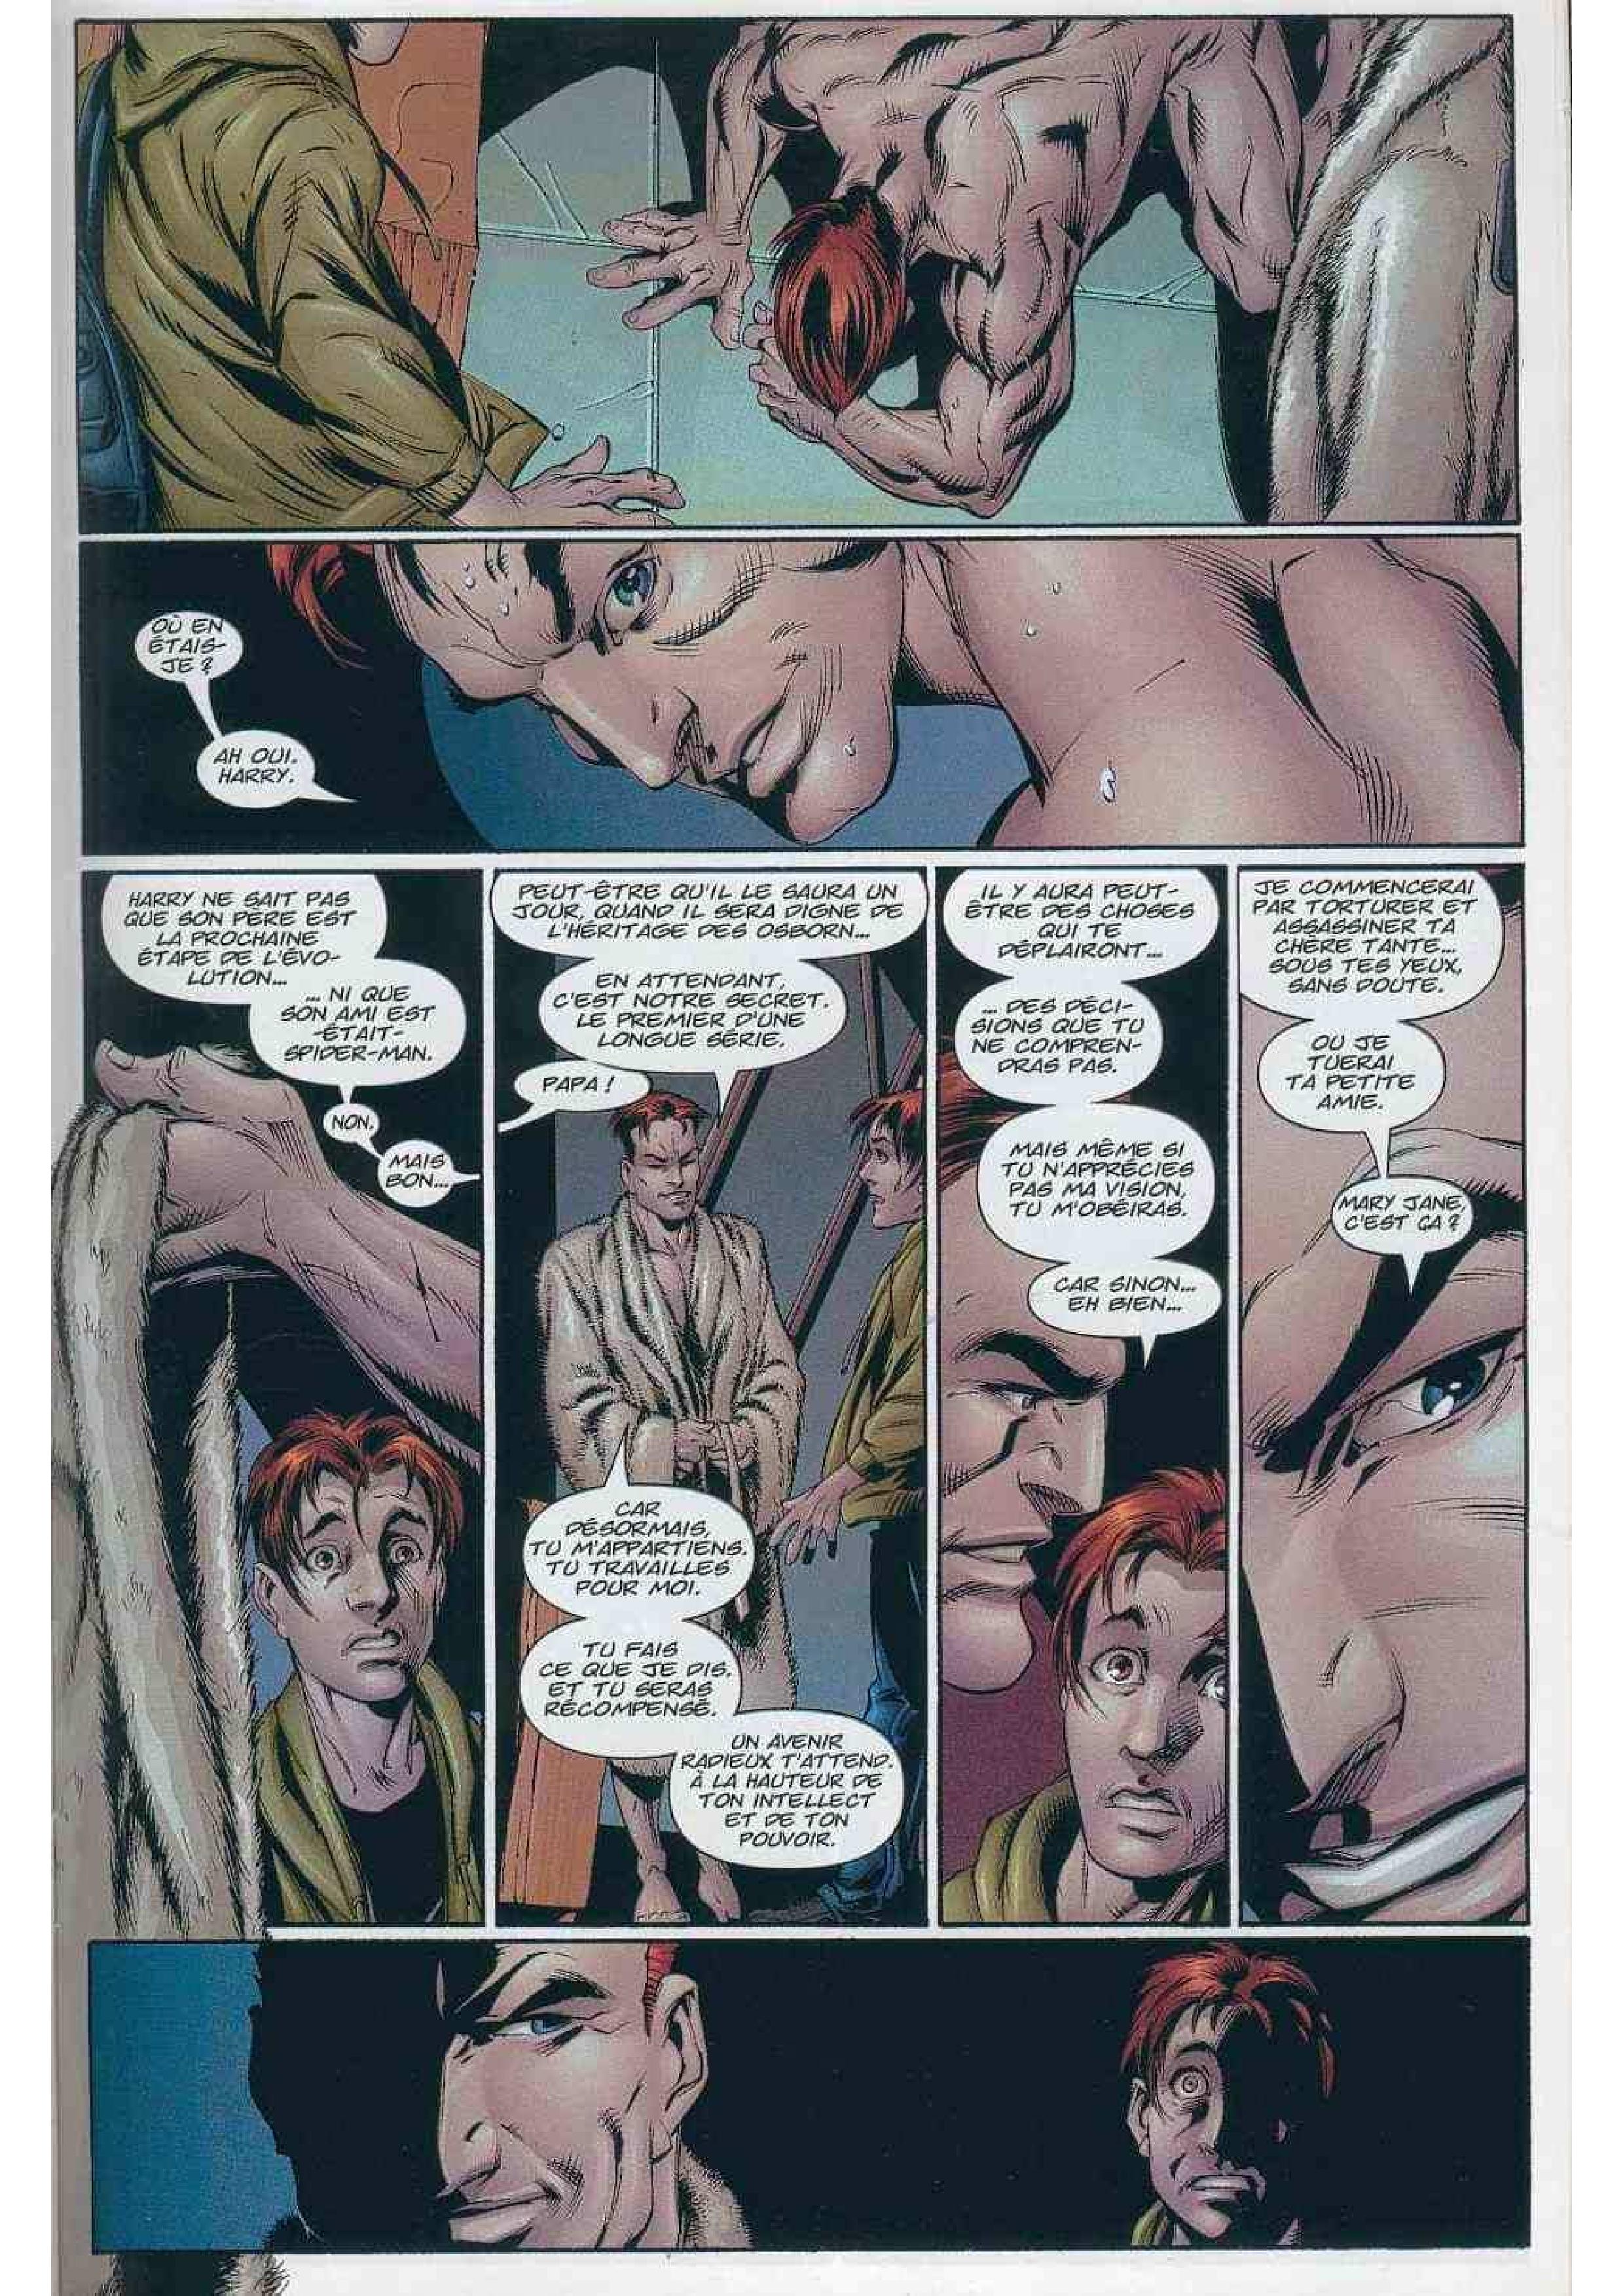 OÙ EN
ÉTAIS-
JE ?
AH OUI.
HARRY.
HARRY NE SAIT PAS
QUE SON PÈRE EST
LA PROCHAINE
ÉTAPE DE L'ÉVO-
LUTION...
... NI QUE
SON AMI EST
-ÉTAIT-
SPIDER-MAN.
NON.
MAIS
BON...
PEUT-ÊTRE QU'IL LE SAURA UN
JOUR, QUAND IL SERA DIGNE DE
L'HÉRITAGE DES OSBORN...
EN ATTENDANT,
C'EST NOTRE SECRET.
LE PREMIER D'UNE
LONGUE SÉRIE.
PAPA !
CAR
DÉSORMAIS,
TU M'APPARTIENS.
TU TRAVAILLES
POUR MOI.
TU FAIS
CE QUE JE DIS,
ET TU SERAS
RÉCOMPENSÉ.
UN AVENIR
RADIEUX T'ATTEND.
À LA HAUTEUR DE
TON INTELLECT
ET DE TON
POUVOIR.
IL Y AURA PEUT-
ÊTRE DES CHOSES
QUI TE
DÉPLAIRONT...
... DES DÉCI-
SIONS QUE TU
NE COMPREN-
DRAS PAS.
MAIS MÊME SI
TU N'APPRÉCIES
PAS MA VISION,
TU M'OBÉIRAS.
CAR SINON...
EH BIEN...
JE COMMENCERAI
PAR TORTURER ET
ASSASSINER TA
CHÈRE TANTE...
SOUS TES YEUX,
SANS DOUTE.
OU JE
TUERAI
TA PETITE
AMIE.
MARY JANE,
C'EST ÇA ?